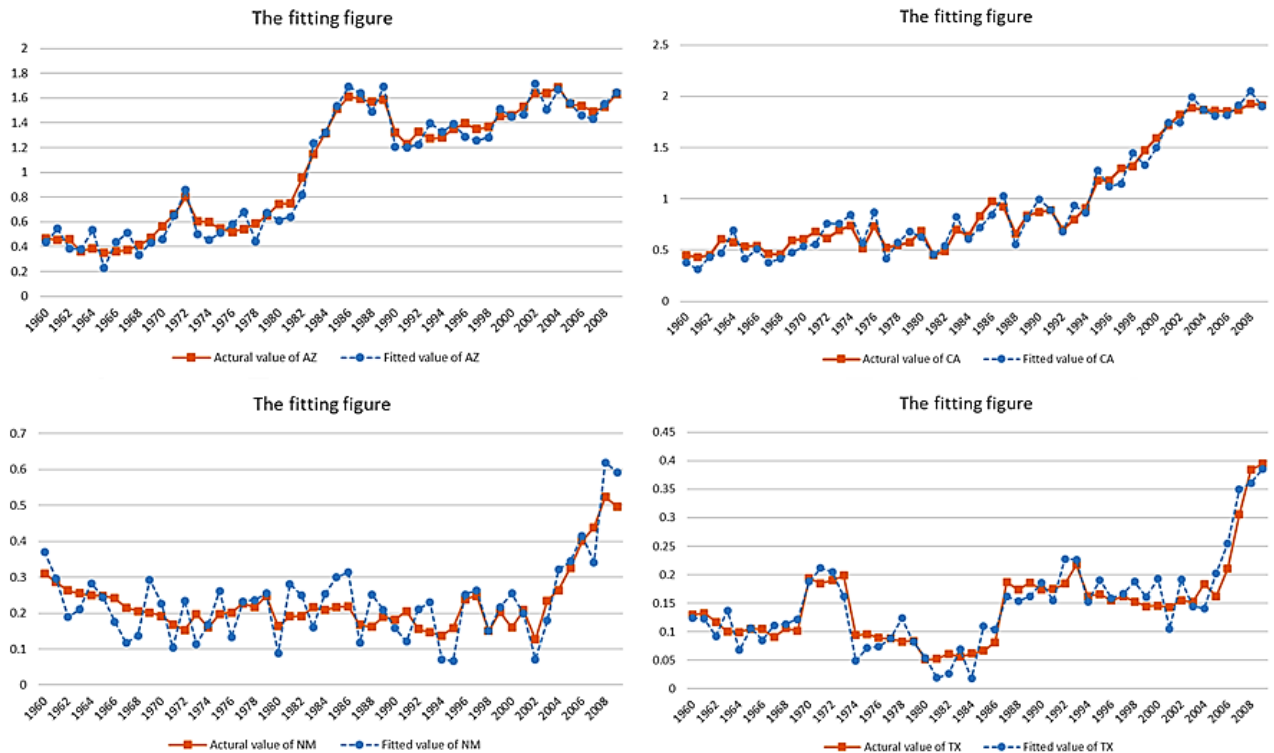 The fitting figure
2
1.8
1.6
1.4
1.2
1
0.8
0.6
0.4
0.2
0
1960 1962 1964 1966 1968 1970 1972 1974 1976 1978 1980 1982 1984 1986 1988 1990 1992 1994 1996 1998 2000 2002 2004 2006 2008
Actural value of AZ Fitted value of AZ
The fitting figure
2.5
2
1.5
1
0.5
0
1960 1962 1964 1966 1968 1970 1972 1974 1976 1978 1980 1982 1984 1986 1988 1990 1992 1994 1996 1998 2000 2002 2004 2006 2008
Actural value of CA Fitted value of CA
The fitting figure
0.7
0.6
0.5
0.4
0.3
0.2
0.1
0
1960 1962 1964 1966 1968 1970 1972 1974 1976 1978 1980 1982 1984 1986 1988 1990 1992 1994 1996 1998 2000 2002 2004 2006 2008
Actural value of NM Fitted value of NM
The fitting figure
0.45
0.4
0.35
0.3
0.25
0.2
0.15
0.1
0.05
0
1960 1962 1964 1966 1968 1970 1972 1974 1976 1978 1980 1982 1984 1986 1988 1990 1992 1994 1996 1998 2000 2002 2004 2006 2008
Actural value of TX Fitted value of TX